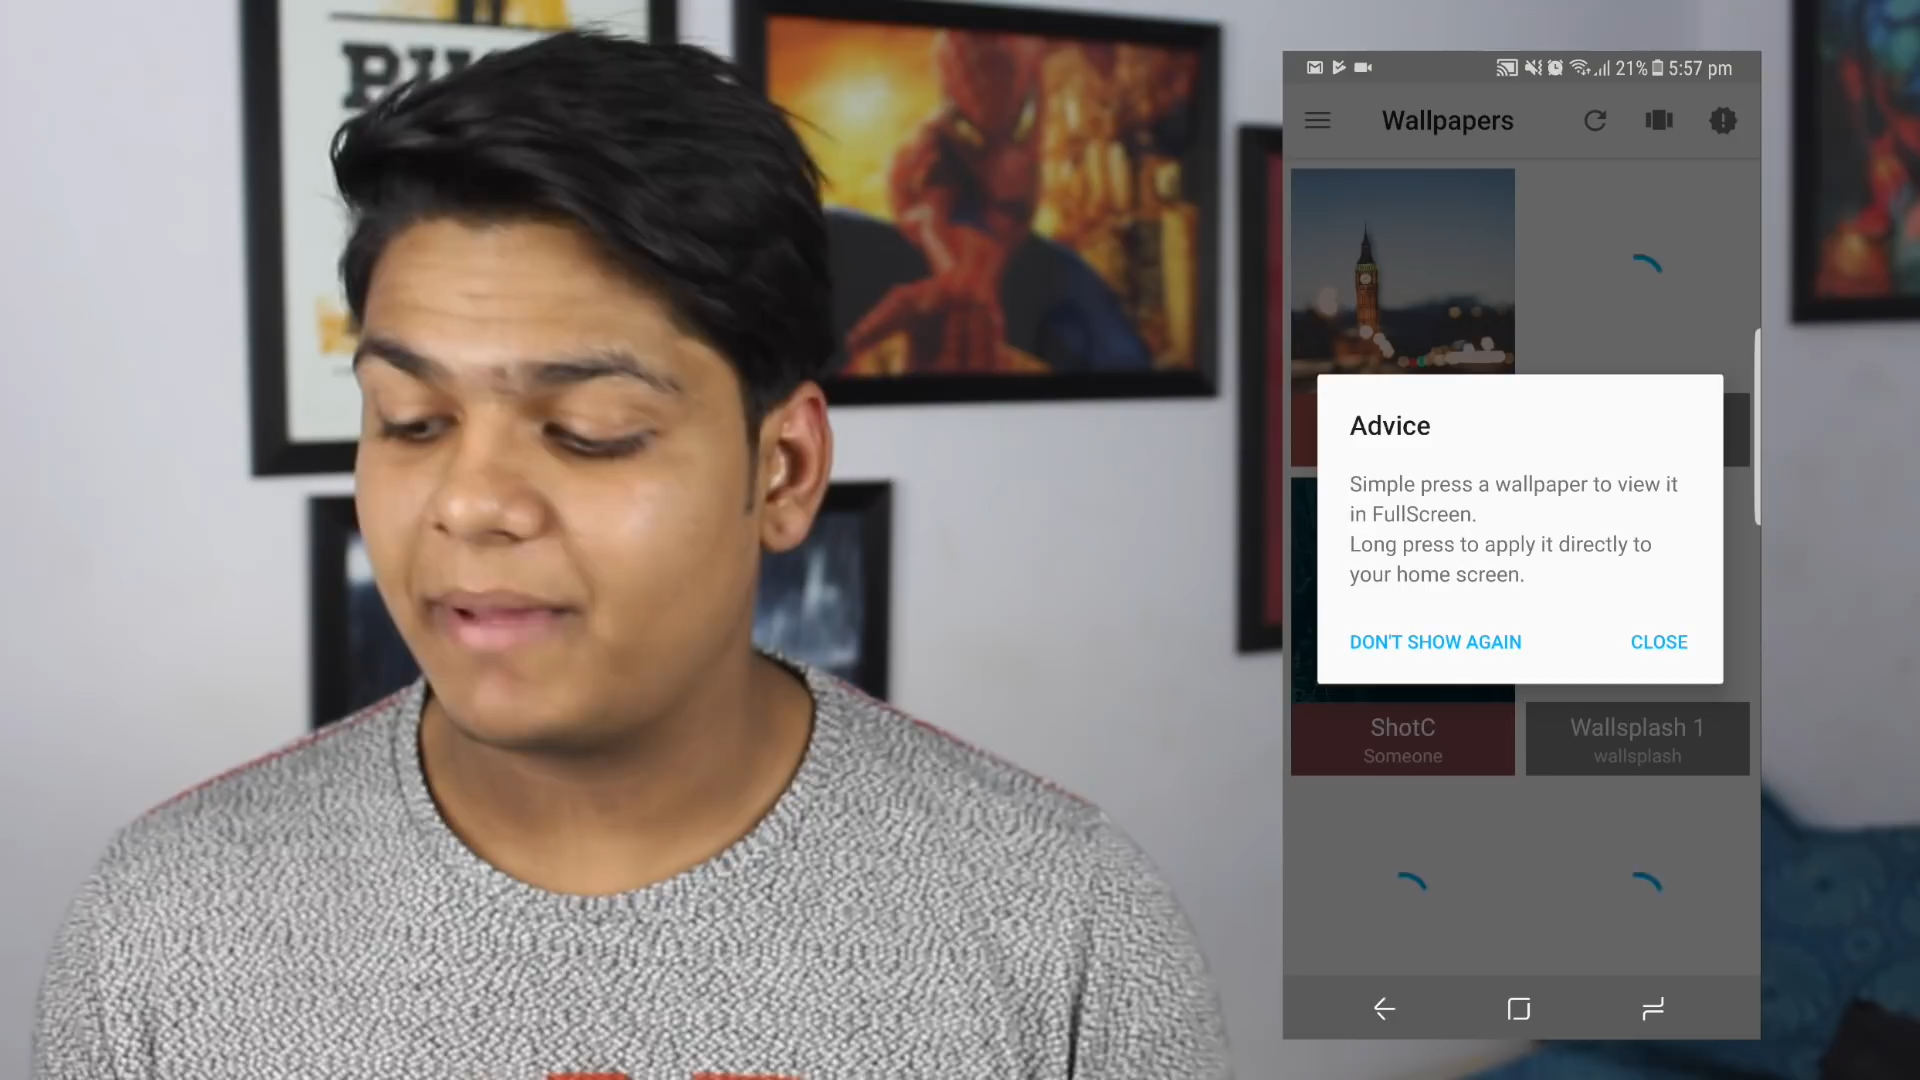 21% 5:57 pm
Wallpapers
Advice
Simple press a wallpaper to view it
in FullScreen.
Long press to apply it directly to
your home screen.
DON'T SHOW AGAIN CLOSE
ShotC
Someone
Wallsplash 1
wallsplash